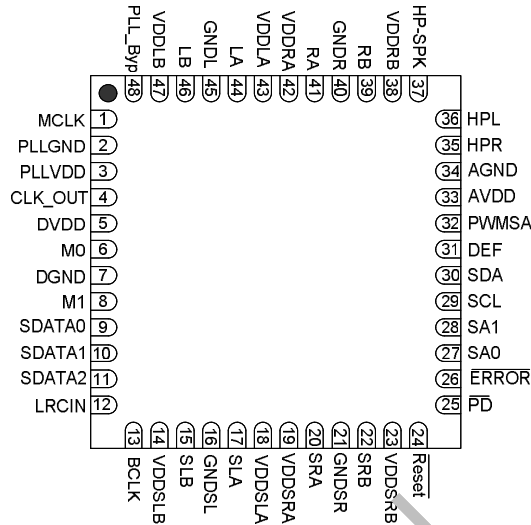 PLL_Byp
VDDLB
LB
GNDL
LA
VDDLA
VDDRA
RA
GNDR
RB
VDDRB
HP-SPK
48 47 46 45 44 43 42 41 40 39 38 37
MCLK 1
PLLGND 2
PLLVDD 3
CLK_OUT 4
DVDD 5
M0 6
DGND 7
M1 8
SDATA0 9
SDATA1 10
SDATA2 11
LRCIN 12
36 HPL
35 HPR
34 AGND
33 AVDD
32 PWMSA
31 DEF
30 SDA
29 SCL
28 SA1
27 SA0
26 ERROR
25 PD
13 14 15 16 17 18 19 20 21 22 23 24
BCLK
VDDSLB
SLB
GNDSL
SLA
VDDSLA
VDDSRA
SRA
GNDSR
SRB
VDDSRB
Reset